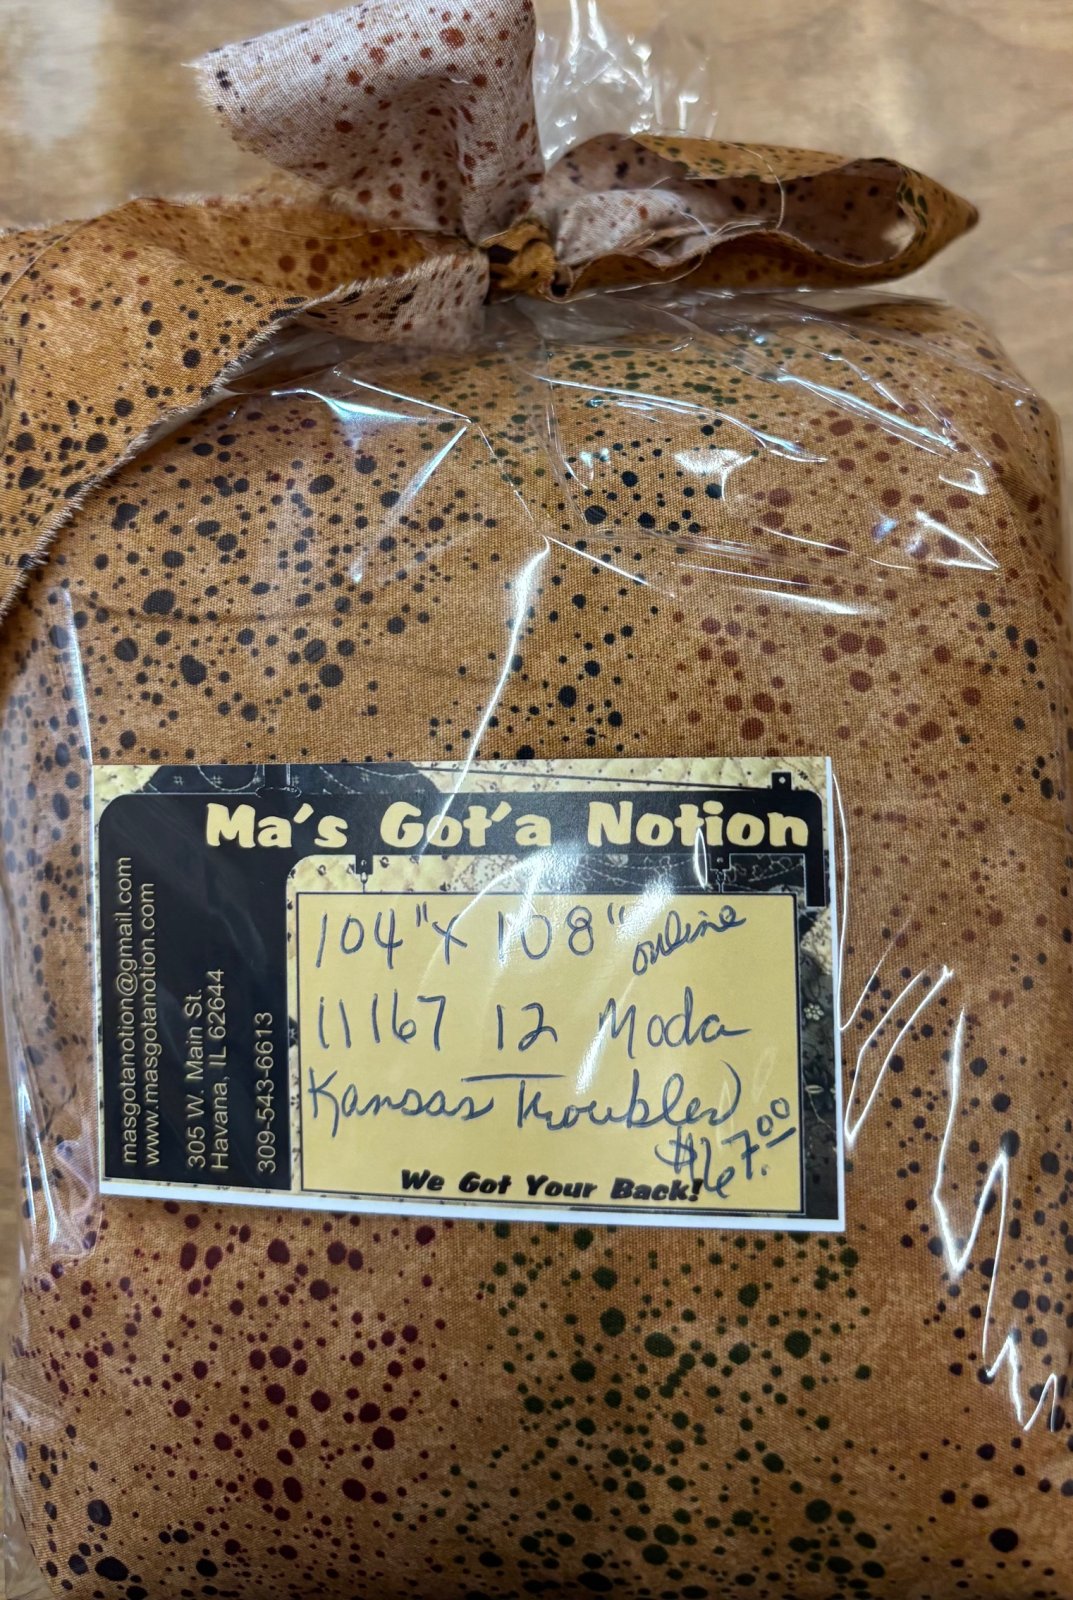 Ma's Got'a Notion
104" x 108" online
11167 12 Moda
Kansas Troubles
$67.00
We Got Your Back!
masgotanotion@gmail.com
www.masgotanotion.com
305 W. Main St.
Havana, IL 62644
309-543-6613